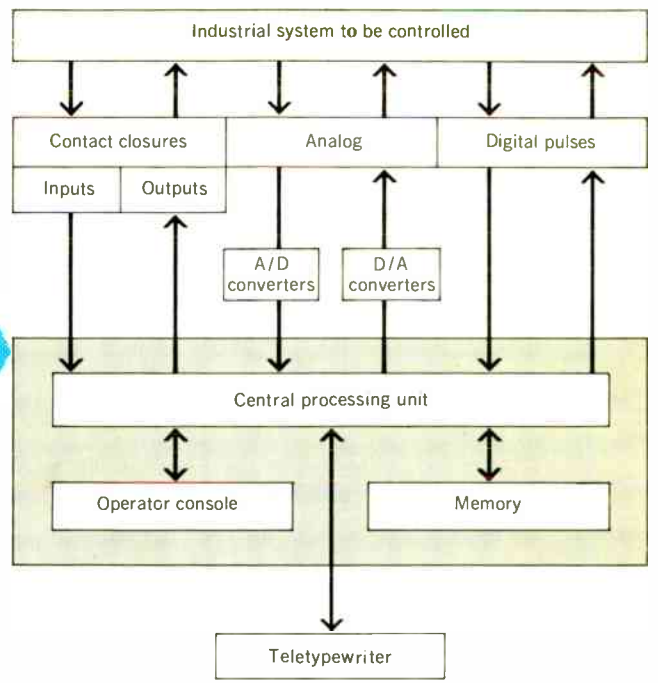 Industrial system to be controlled
Contact closures
Analog
Digital pulses
Inputs
Outputs
A/D
converters
D/A
converters
Central processing unit
Operator console
Memory
Teletypewriter